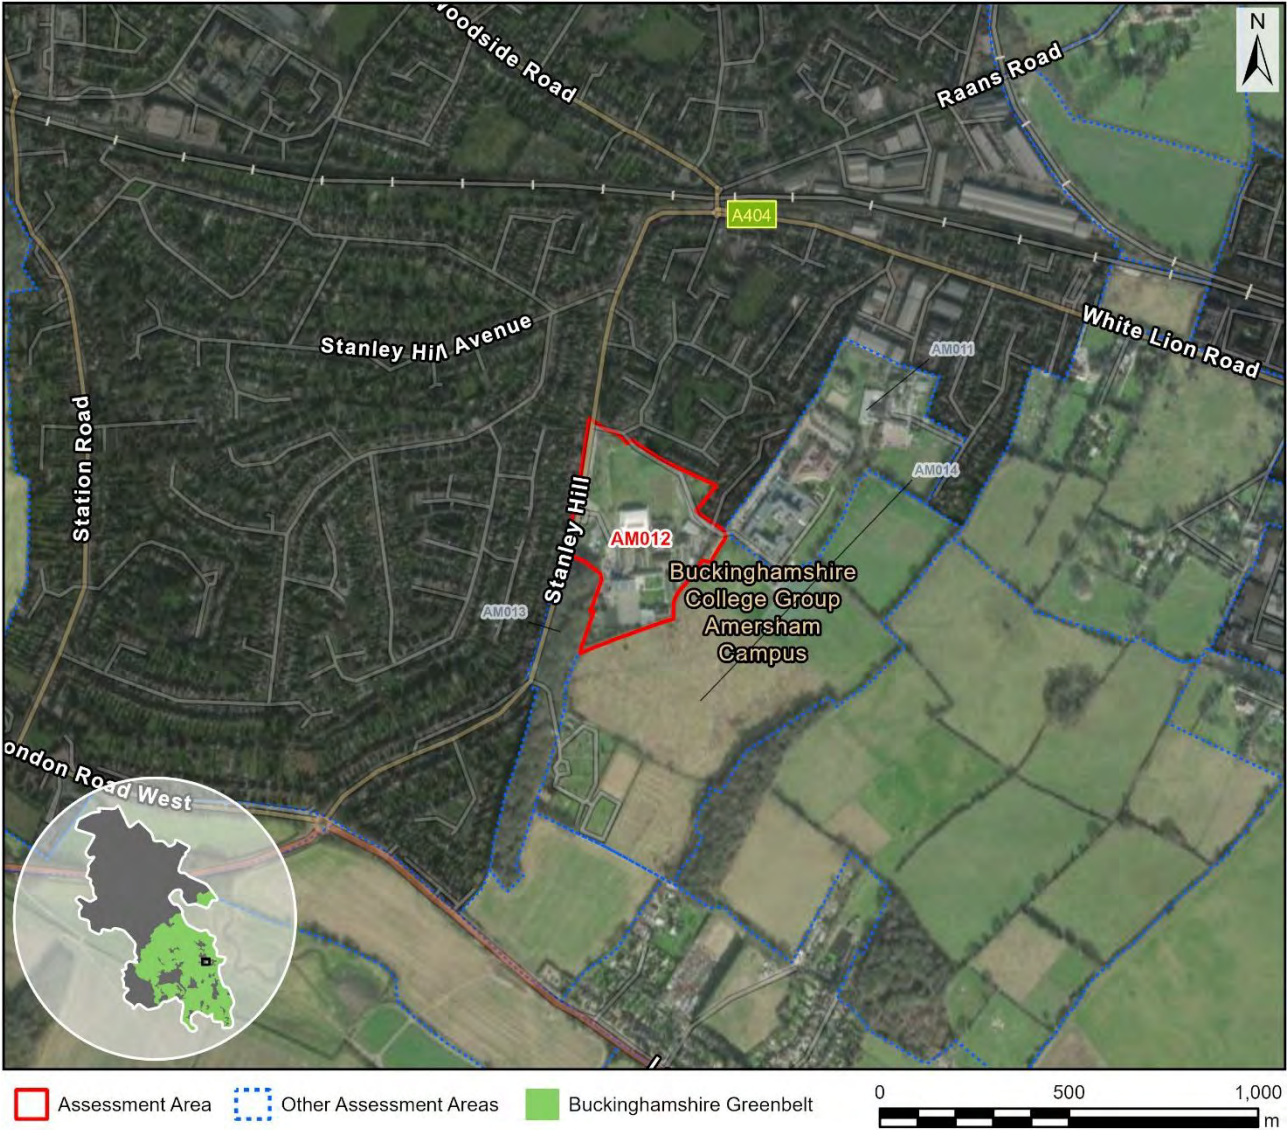 Woodside Road
N
Raans Road
A404
White Lion Road
Stanley Hill Avenue
AM011
Station Road
AM014
Stanley Hill
AM012
Buckinghamshire
College Group
Amersham
Campus
AM013
London Road West
Assessment Area
Other Assessment Areas
Buckinghamshire Greenbelt
0 500 1,000
m